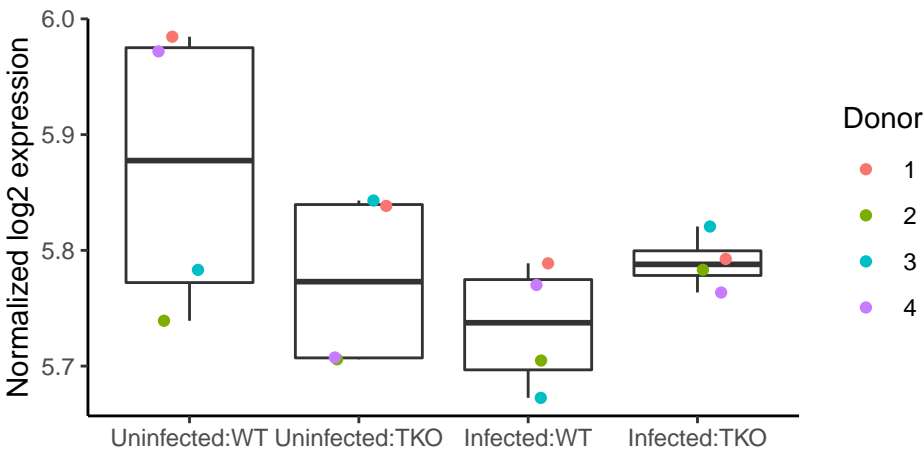 Normalized log2 expression
6.0
5.9
5.8
5.7
Uninfected:WT
Uninfected:TKO
Infected:WT
Infected:TKO
Donor
1
2
3
4